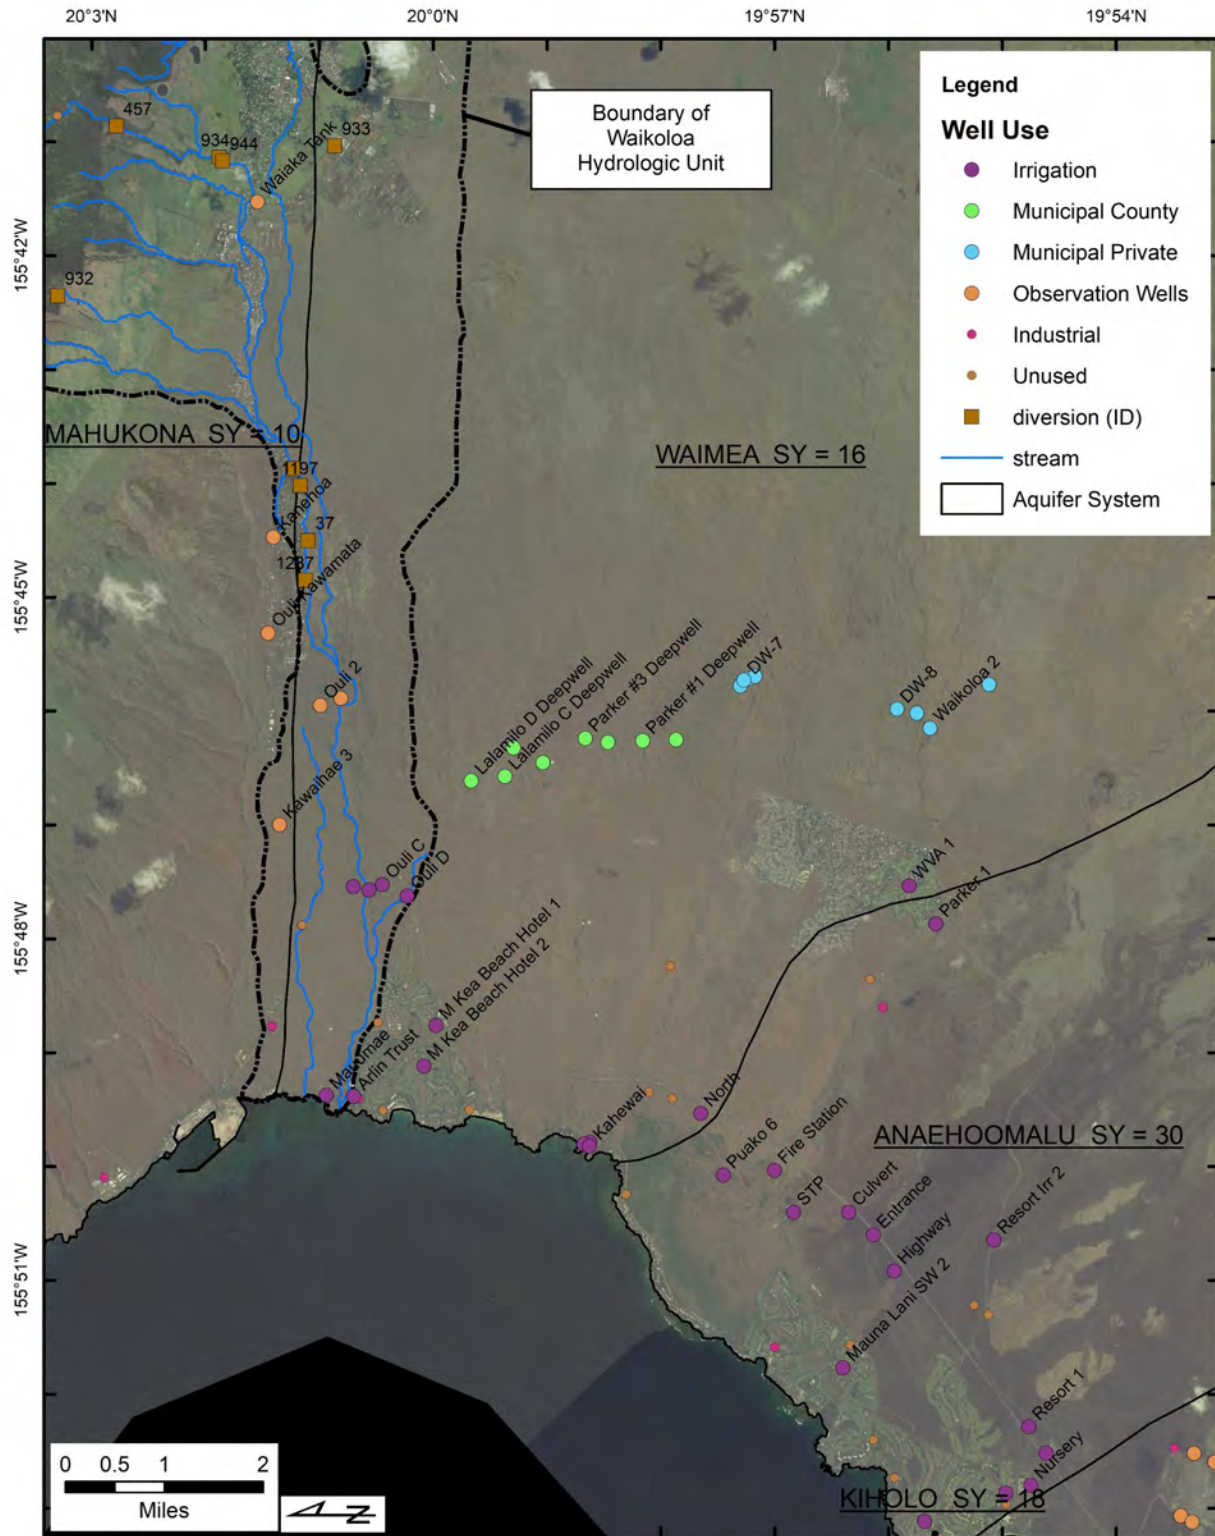 20°3'N
20°0'N
19°57'N
19°54'N
155°42'W
155°45'W
155°48'W
155°51'W
Legend
Well Use
Irrigation
Municipal County
Municipal Private
Observation Wells
Industrial
Unused
diversion (ID)
stream
Aquifer System
Boundary of
Waikoloa
Hydrologic Unit
457
934
944
933
Waiaka Tank
932
MAHUKONA SY = 10
WAIMEA SY = 16
1197
Kanehoa
37
1237
Ouli Kawamata
Ouli 2
Kawaihae 3
Lalamilo D Deepwell
Lalamilo C Deepwell
Parker #3 Deepwell
Parker #1 Deepwell
DW-7
DW-8
Waikoloa 2
Ouli C
Ouli D
WVA 1
Parker 1
M Kea Beach Hotel 1
M Kea Beach Hotel 2
Arlin Trust
Kahewai
North
ANAEHOOMALU SY = 30
Puako 6
Fire Station
STP
Culvert
Entrance
Highway
Resort Irr 2
Mauna Lani SW 2
Resort 1
Nursery
KIHOLO SY = 18
0 0.5 1 2
Miles
N